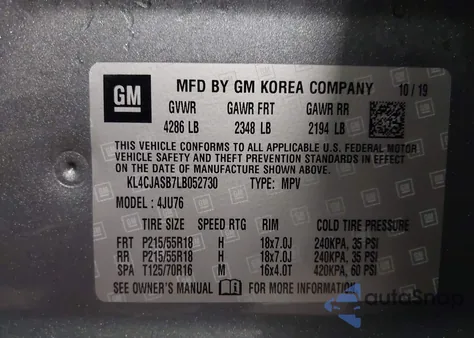 GM MFD BY GM KOREA COMPANY 10/19
GVWR GAWR FRT GAWR RR
4286 LB 2348 LB 2194 LB
THIS VEHICLE CONFORMS TO ALL APPLICABLE U.S. FEDERAL MOTOR
VEHICLE SAFETY AND THEFT PREVENTION STANDARDS IN EFFECT ON
THE DATE OF MANUFACTURE SHOWN ABOVE.
KL4CJASB7LB052730 TYPE: MPV
MODEL: 4JU76
TIRE SIZE SPEED RTG RIM COLD TIRE PRESSURE
FRT P215/55R18 H 18x7.0J 240KPA, 35 PSI
RR P215/55R18 H 18x7.0J 240KPA, 35 PSI
SPA T125/70R16 M 16x4.0T 420KPA, 60 PSI
SEE OWNER'S MANUAL FOR MORE INFORMATION
autoSnap